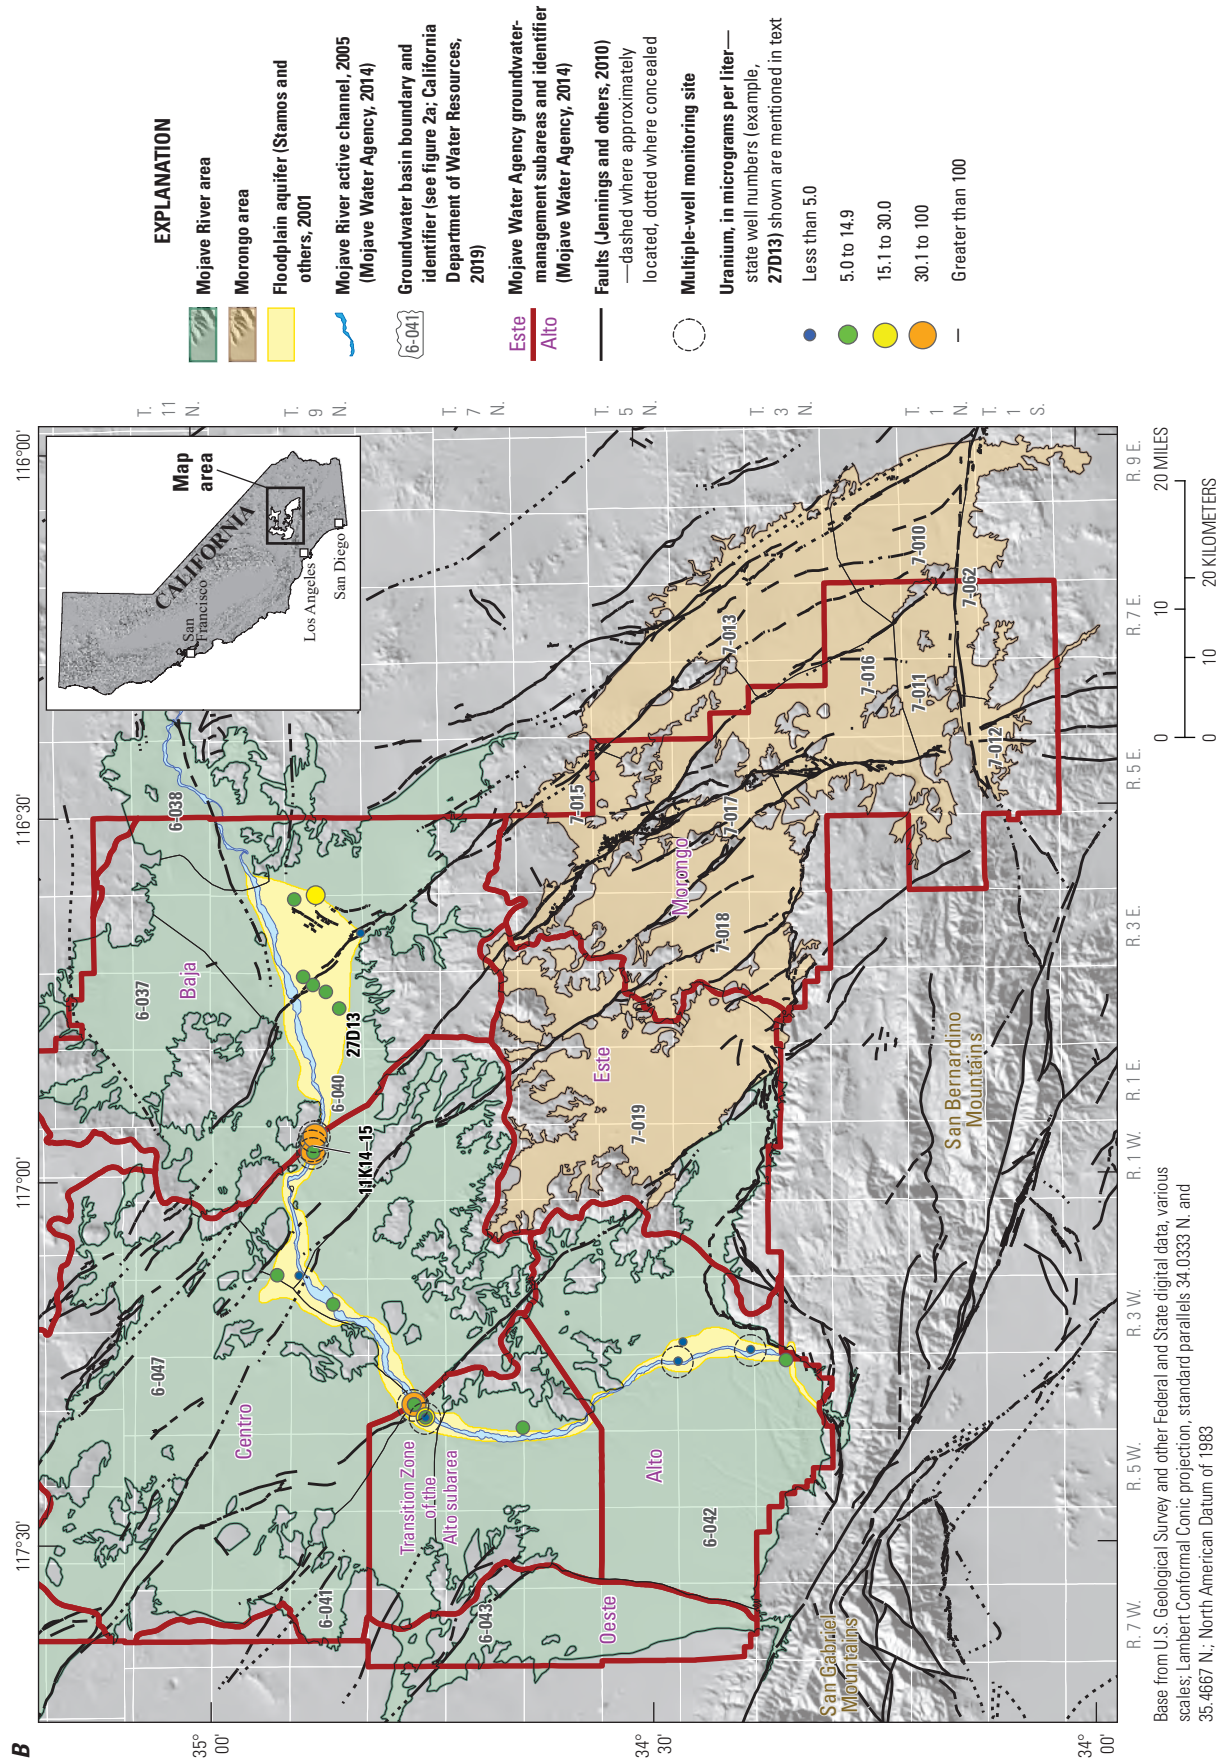 B
117°30'
117°00'
116°30'
116°00'
35°
00'
34°
30'
34°
00'
T.
11
N.
T.
9
N.
T.
7
N.
T.
5
N.
T.
3
N.
T.
1
N.
T.
1
S.
R. 7 W.
R. 5 W.
R. 3 W.
R. 1 W.
R. 1 E.
R. 3 E.
R. 5 E.
R. 7 E.
R. 9 E.
CALIFORNIA
San
Francisco
Los Angeles
San Diego
Map
area
6-041
6-047
Centro
6-043
Transition Zone
of the
Alto subarea
Oeste
6-042
Alto
6-037
Baja
6-038
6-040
27D13
11K14–15
Este
7-019
Morongo
7-018
7-017
7-015
7-013
7-016
7-011
7-010
7-012
7-062
San Gabriel
Mountains
San Bernardino
Mountains
EXPLANATION
Mojave River area
Morongo area
Floodplain aquifer (Stamos and
others, 2001
Mojave River active channel, 2005
(Mojave Water Agency, 2014)
6-041
Groundwater basin boundary and
identifier (see figure 2a; California
Department of Water Resources,
2019)
Este
Alto
Mojave Water Agency groundwater-
management subareas and identifier
(Mojave Water Agency, 2014)
Faults (Jennings and others, 2010)
—dashed where approximately
located, dotted where concealed
Multiple-well monitoring site
Uranium, in micrograms per liter—
state well numbers (example,
27D13) shown are mentioned in text
Less than 5.0
5.0 to 14.9
15.1 to 30.0
30.1 to 100
– Greater than 100
0 10 20 MILES
0 10 20 KILOMETERS
Base from U.S. Geological Survey and other Federal and State digital data, various
scales; Lambert Conformal Conic projection, standard parallels 34.0333 N. and
35.4667 N.; North American Datum of 1983